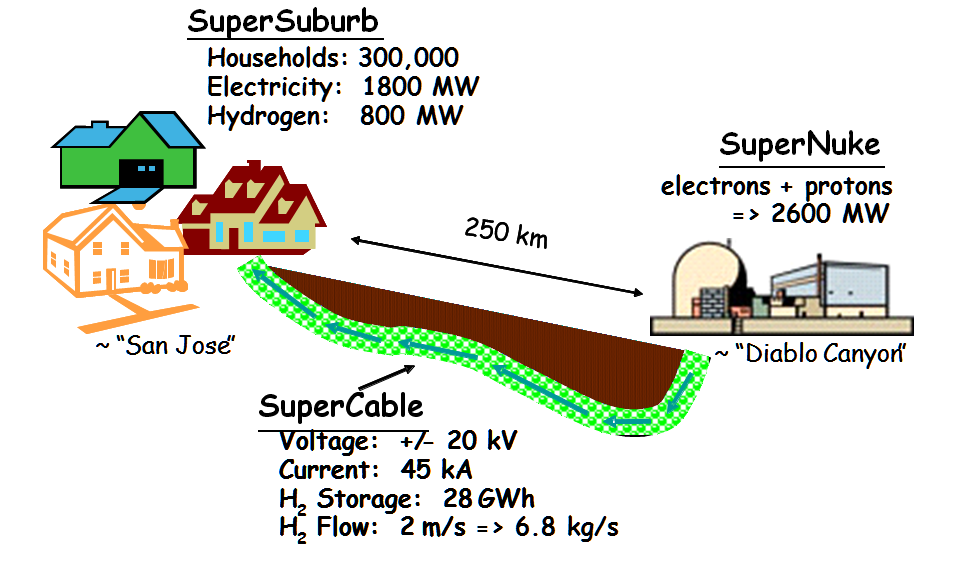 SuperSuburb
Households: 300,000
Electricity: 1800 MW
Hydrogen: 800 MW
SuperNuke
electrons + protons
=> 2600 MW
250 km
~ "San Jose"
~ "Diablo Canyon"
SuperCable
Voltage: +/- 20 kV
Current: 45 kA
H₂ Storage: 28 GWh
H₂ Flow: 2 m/s => 6.8 kg/s